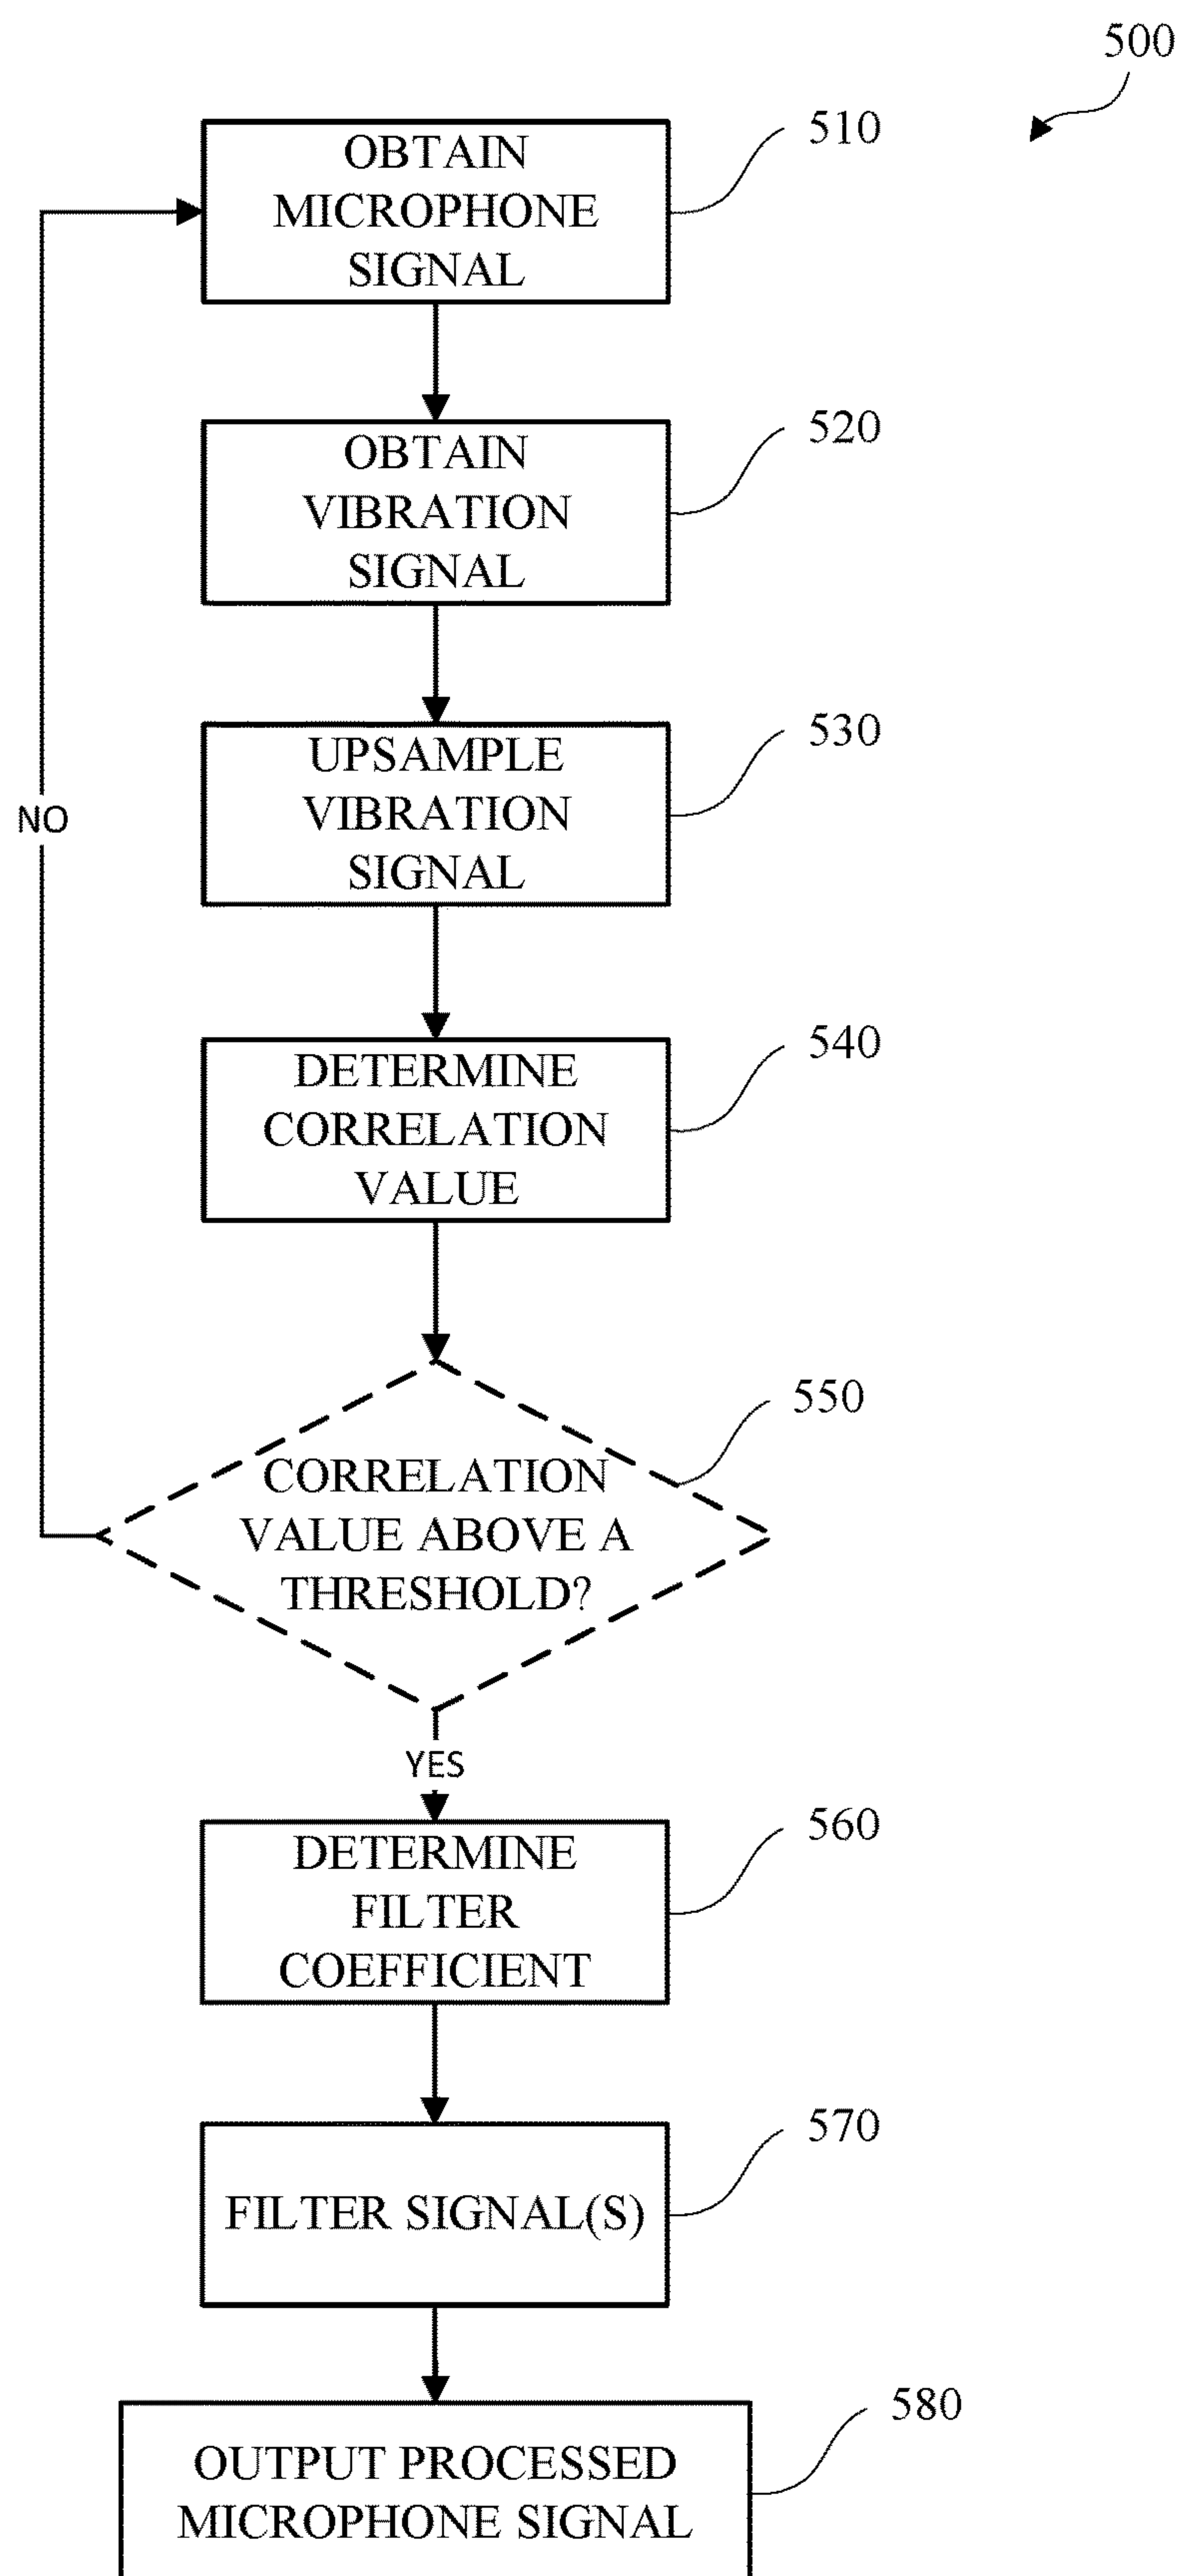 500
OBTAIN
MICROPHONE
SIGNAL
510
OBTAIN
VIBRATION
SIGNAL
520
UPSAMPLE
VIBRATION
SIGNAL
530
NO
DETERMINE
CORRELATION
VALUE
540
CORRELATION
VALUE ABOVE A
THRESHOLD?
550
YES
DETERMINE
FILTER
COEFFICIENT
560
FILTER SIGNAL(S)
570
OUTPUT PROCESSED
MICROPHONE SIGNAL
580